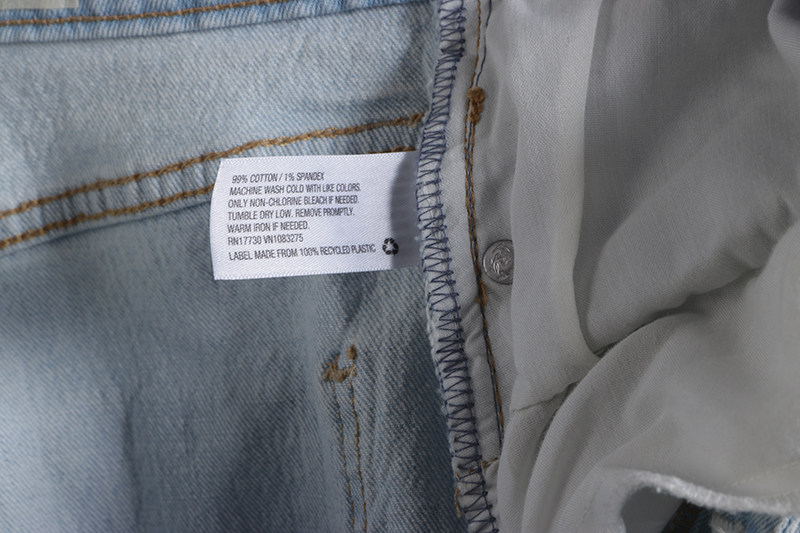 99% COTTON / 1% SPANDEX
MACHINE WASH COLD WITH LIKE COLORS.
ONLY NON-CHLORINE BLEACH IF NEEDED.
TUMBLE DRY LOW. REMOVE PROMPTLY.
WARM IRON IF NEEDED.
RN17730 VN1083275
LABEL MADE FROM 100% RECYCLED PLASTIC